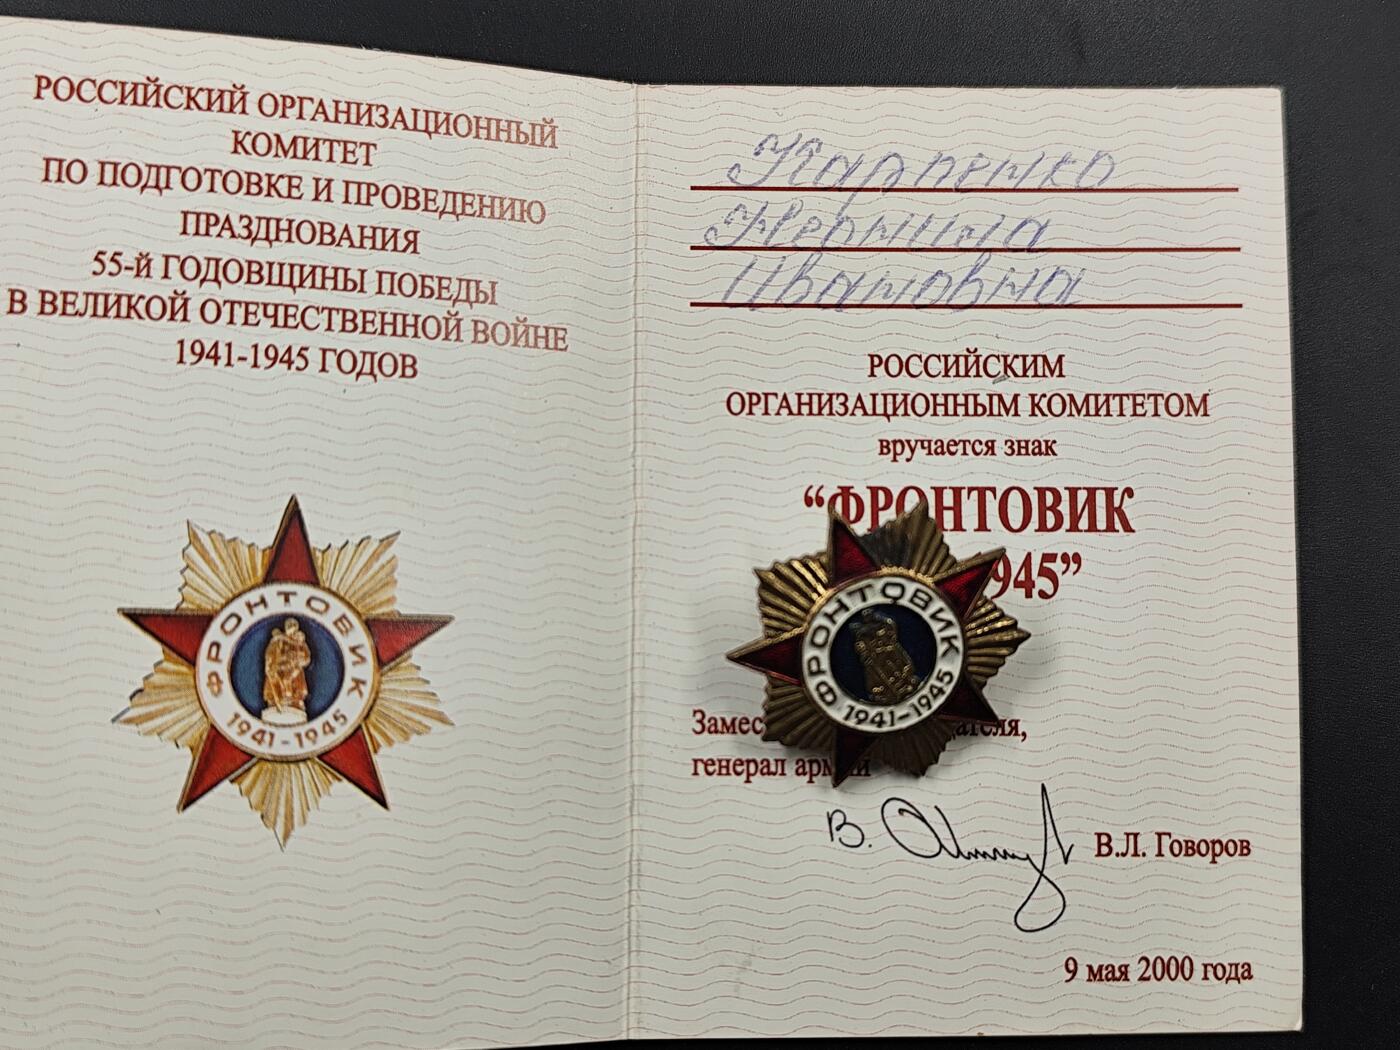 РОССИЙСКИЙ ОРГАНИЗАЦИОННЫЙ
КОМИТЕТ
ПО ПОДГОТОВКЕ И ПРОВЕДЕНИЮ
ПРАЗДНОВАНИЯ
55-й ГОДОВЩИНЫ ПОБЕДЫ
В ВЕЛИКОЙ ОТЕЧЕСТВЕННОЙ ВОЙНЕ
1941-1945 ГОДОВ
ФРОНТОВИК
1941-1945
Карпенко
Ивановна
РОССИЙСКИМ
ОРГАНИЗАЦИОННЫМ КОМИТЕТОМ
вручается знак
“ФРОНТОВИК
945”
ФРОНТОВИК
1941-1945
генерал армии
В.
В.Л. Говоров
9 мая 2000 года